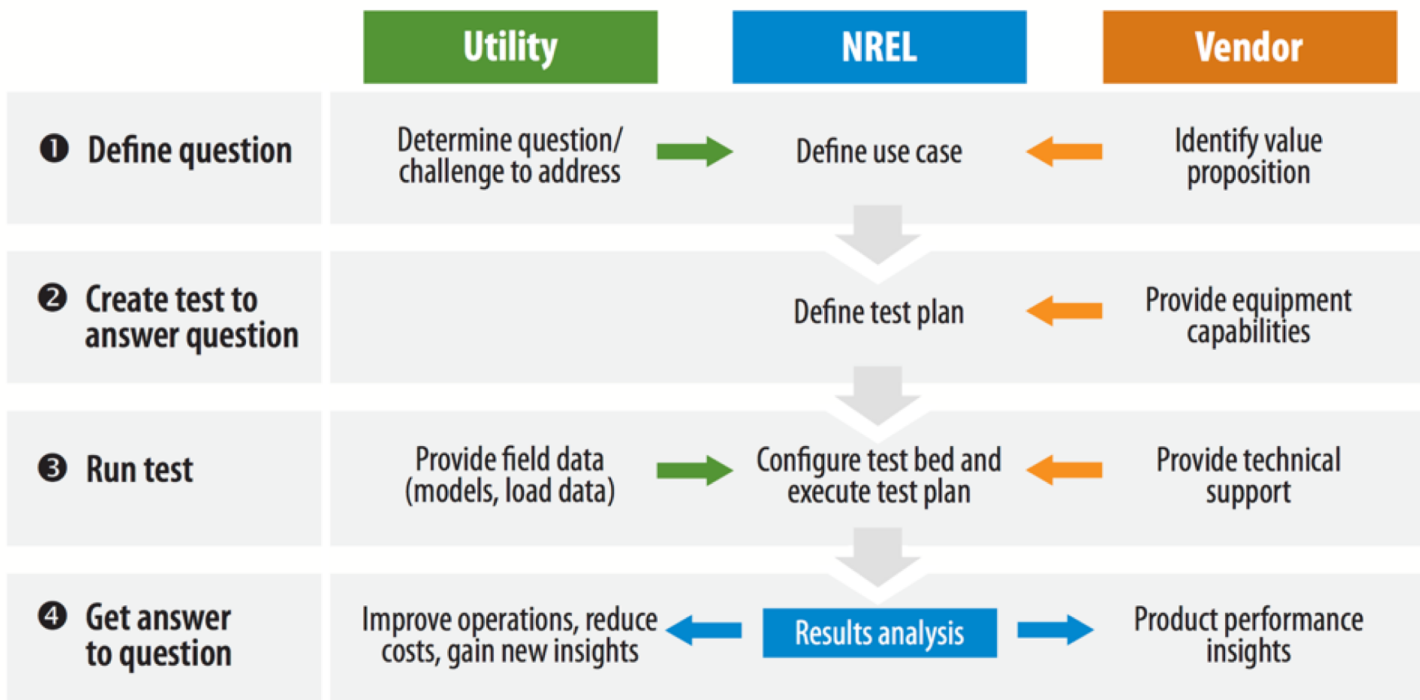 Utility
NREL
Vendor
❶ Define question
Determine question/
challenge to address
Define use case
Identify value
proposition
❷ Create test to
answer question
Define test plan
Provide equipment
capabilities
❸ Run test
Provide field data
(models, load data)
Configure test bed and
execute test plan
Provide technical
support
❹ Get answer
to question
Improve operations, reduce
costs, gain new insights
Results analysis
Product performance
insights